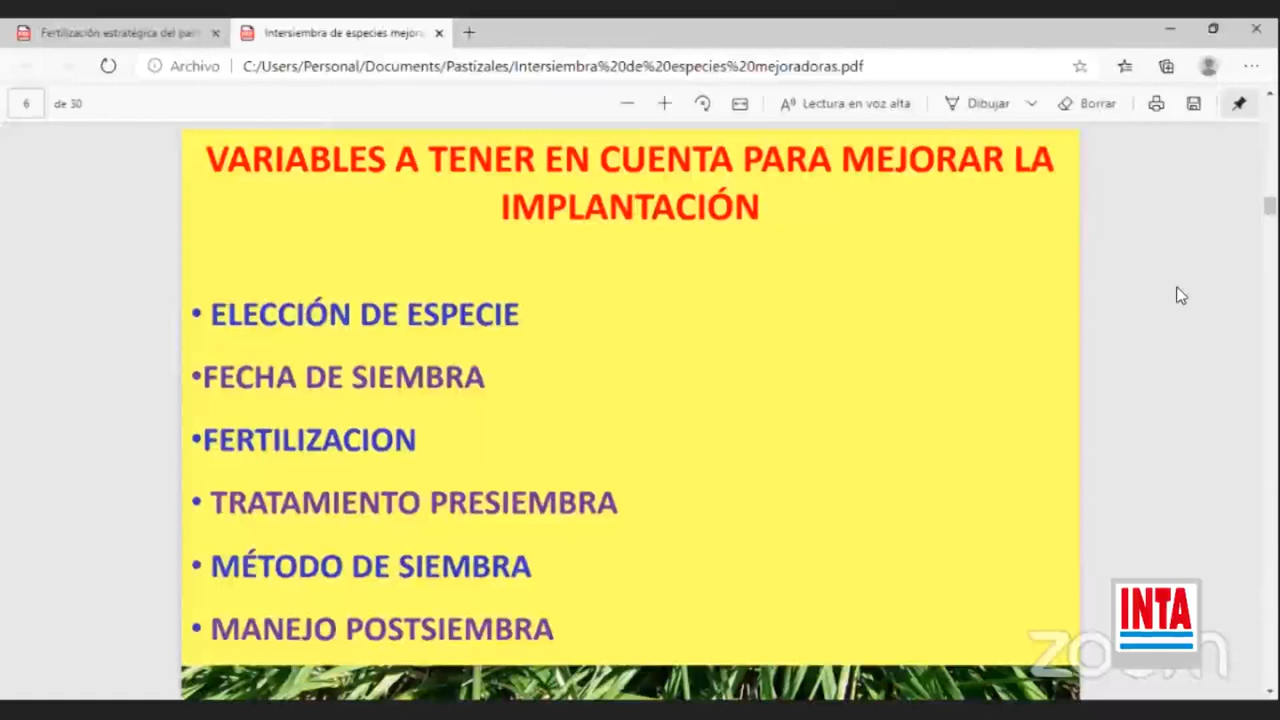 Fertilización estratégica del past
Intersiembra de especies mejora
Archivo
C:/Users/Personal/Documents/Pastizales/Intersiembra%20de%20especies%20mejoradoras.pdf
6 de 30
Lectura en voz alta
Dibujar
Borrar
VARIABLES A TENER EN CUENTA PARA MEJORAR LA
IMPLANTACIÓN
• ELECCIÓN DE ESPECIE
•FECHA DE SIEMBRA
•FERTILIZACION
• TRATAMIENTO PRESIEMBRA
• MÉTODO DE SIEMBRA
• MANEJO POSTSIEMBRA
INTA
zoom